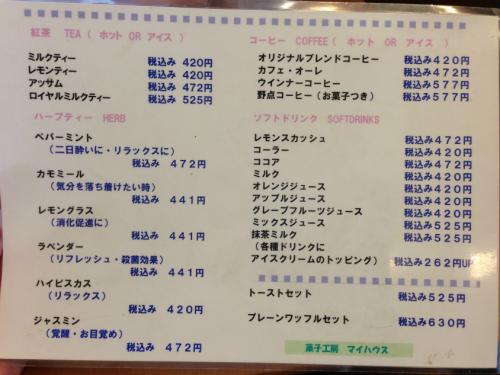 紅茶 TEA ( ホット OR アイス )
ミルクティー 税込み 420円
レモンティー 税込み 420円
アッサム 税込み 472円
ロイヤルミルクティー 税込み 525円
ハーブティー HERB
ペパーミント
(二日酔いに・リラックスに)
税込み 472円
カモミール
(気分を落ち着けたい時)
税込み 441円
レモングラス
(消化促進に)
税込み 441円
ラベンダー
(リフレッシュ・殺菌効果)
税込み 441円
ハイビスカス
(リラックス)
税込み 420円
ジャスミン
(覚醒・お目覚め)
税込み 472円
コーヒー COFFEE ( ホット OR アイス )
オリジナルブレンドコーヒー 税込み420円
カフェ・オーレ 税込み472円
ウインナーコーヒー 税込み577円
野点コーヒー(お菓子つき) 税込み577円
ソフトドリンク SOFTDRINKS
レモンスカッシュ 税込み472円
コーラー 税込み420円
ココア 税込み472円
ミルク 税込み420円
オレンジジュース 税込み420円
アップルジュース 税込み420円
グレープフルーツジュース 税込み420円
ミックスジュース 税込み525円
抹茶ミルク 税込み525円
(各種ドリンクに
アイスクリームのトッピング) 税込み262円UP
トーストセット 税込み525円
プレーンワッフルセット 税込み630円
菓子工房 マイハウス